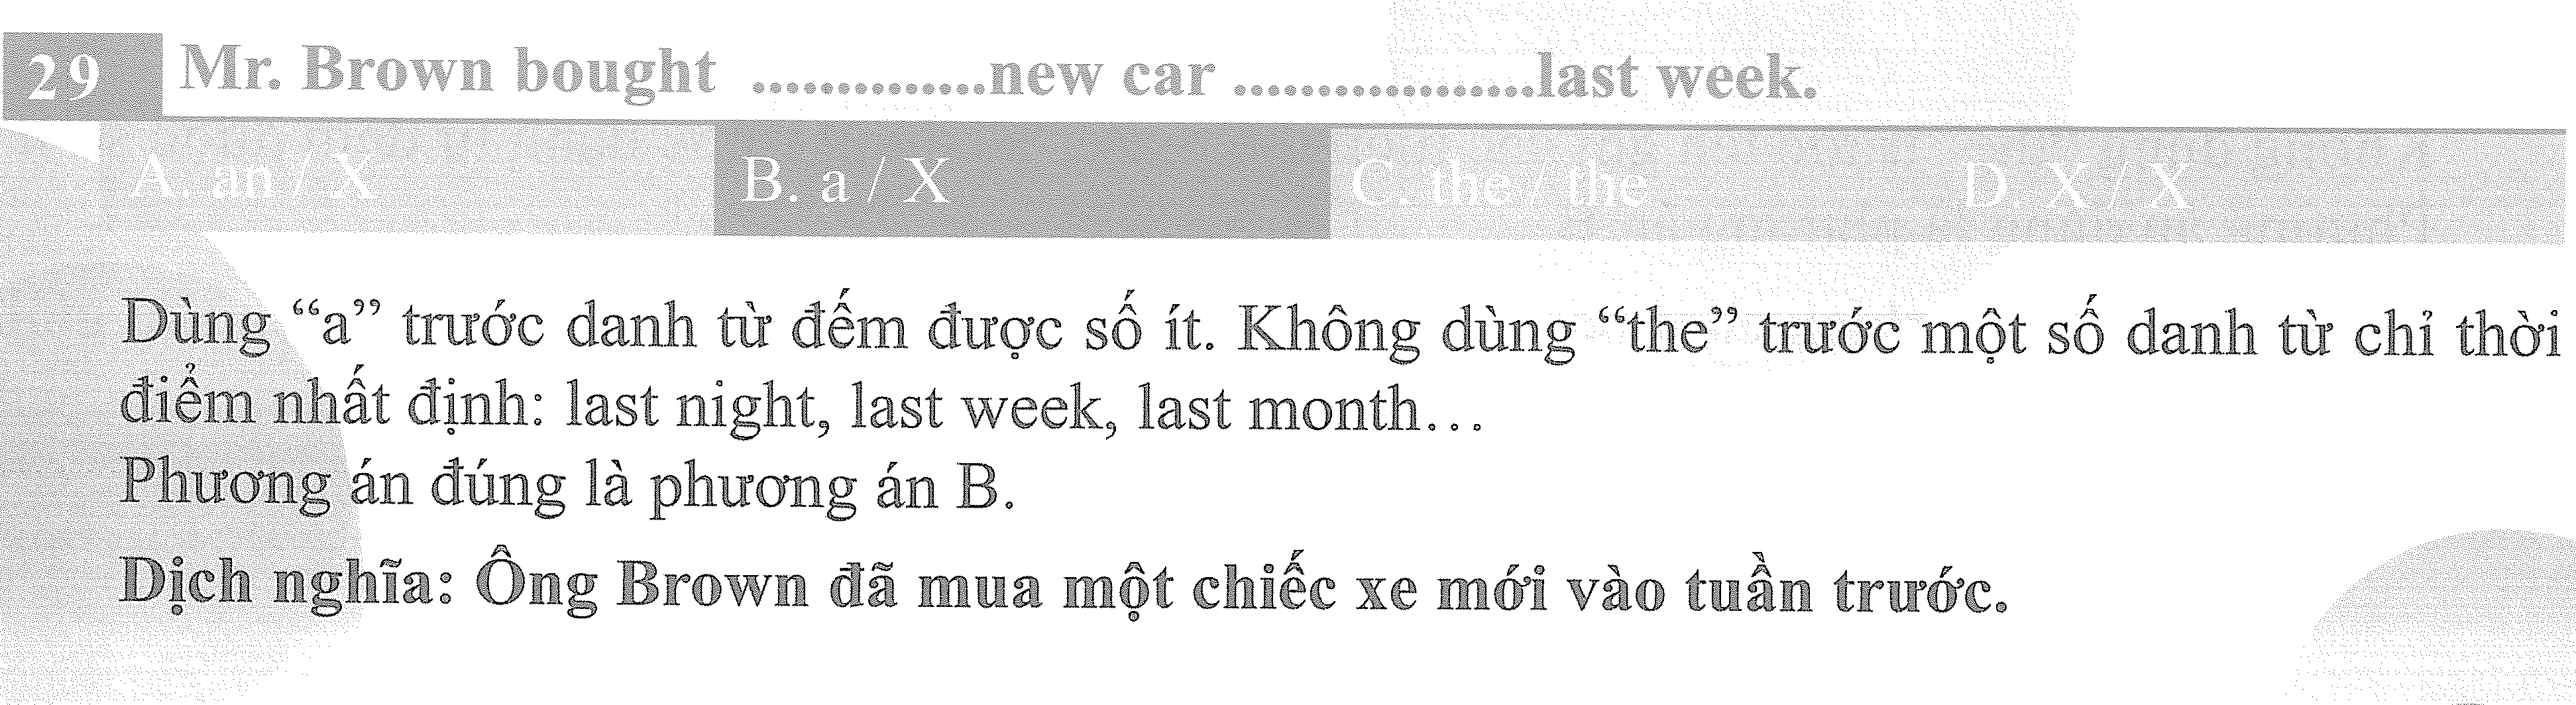 29 Mr. Brown bought .............new car .................last week.
A. an / X B. a / X C. the / the D. X / X
Dùng “a” trước danh từ đếm được số ít. Không dùng “the” trước một số danh từ chỉ thời
điểm nhất định: last night, last week, last month…
Phương án đúng là phương án B.
Dịch nghĩa: Ông Brown đã mua một chiếc xe mới vào tuần trước.